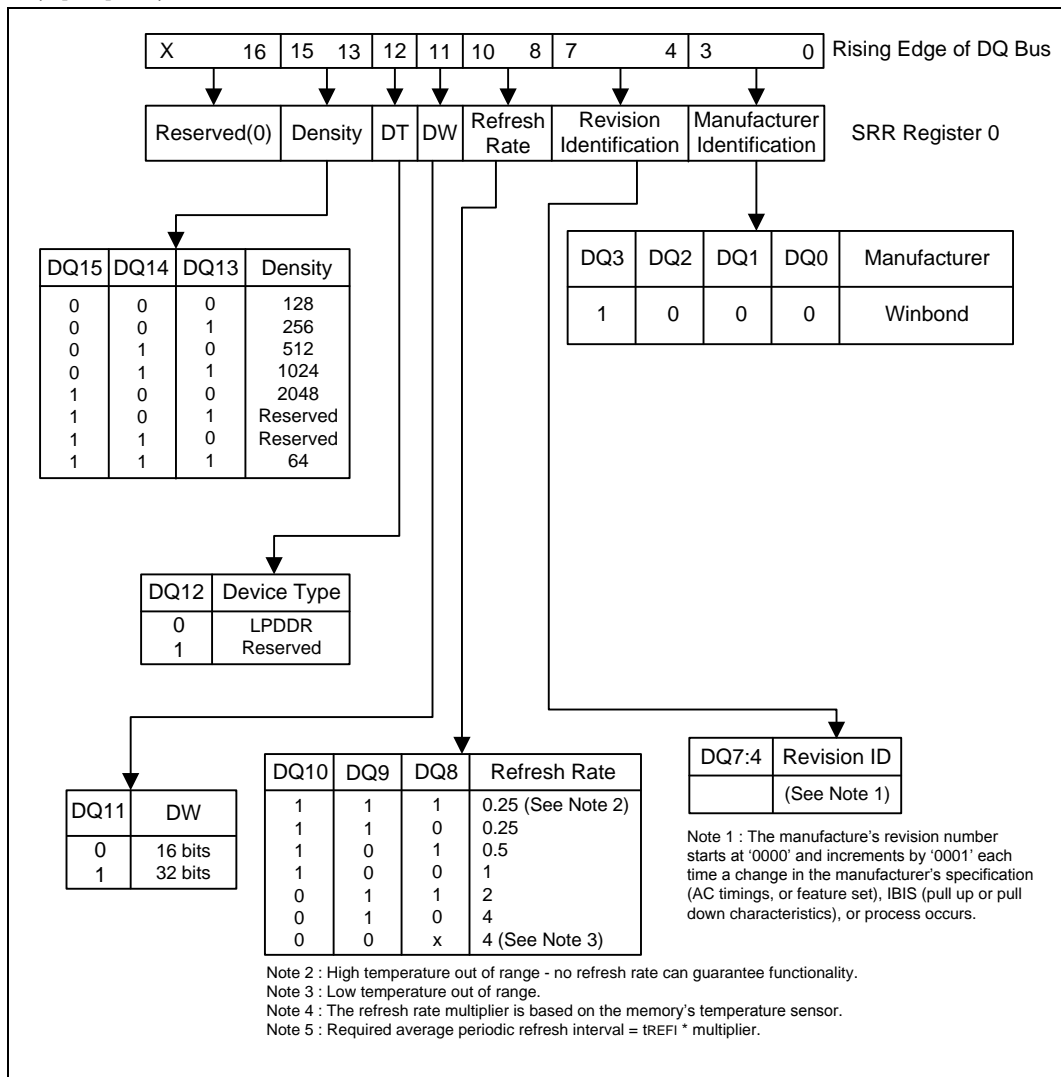 X 16 15 13 12 11 10 8 7 4 3 0 Rising Edge of DQ Bus
Reserved(0) Density DT DW Refresh Rate Revision Identification Manufacturer Identification SRR Register 0
DQ15 DQ14 DQ13 Density
0 0 0 128
0 0 1 256
0 1 0 512
0 1 1 1024
1 0 0 2048
1 0 1 Reserved
1 1 0 Reserved
1 1 1 64
DQ3 DQ2 DQ1 DQ0 Manufacturer
1 0 0 0 Winbond
DQ12 Device Type
0 LPDDR
1 Reserved
DQ11 DW
0 16 bits
1 32 bits
DQ10 DQ9 DQ8 Refresh Rate
1 1 1 0.25 (See Note 2)
1 1 0 0.25
1 0 1 0.5
1 0 0 1
0 1 1 2
0 1 0 4
0 0 x 4 (See Note 3)
DQ7:4 Revision ID
(See Note 1)
Note 1 : The manufacture's revision number
starts at '0000' and increments by '0001' each
time a change in the manufacturer's specification
(AC timings, or feature set), IBIS (pull up or pull
down characteristics), or process occurs.
Note 2 : High temperature out of range - no refresh rate can guarantee functionality.
Note 3 : Low temperature out of range.
Note 4 : The refresh rate multiplier is based on the memory's temperature sensor.
Note 5 : Required average periodic refresh interval = tREFI * multiplier.